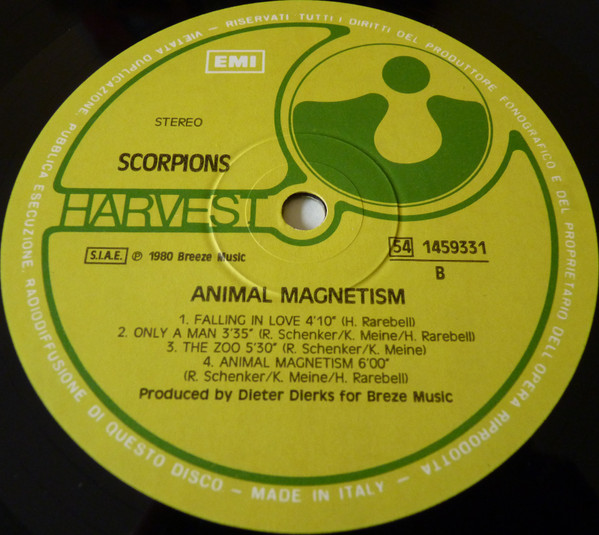 EMI
STEREO
SCORPIONS
HARVEST
S.I.A.E. ℗ 1980 Breeze Music
54 1459331
B
ANIMAL MAGNETISM
1. FALLING IN LOVE 4'10" (H. Rarebell)
2. ONLY A MAN 3'35" (R. Schenker/K. Meine/H. Rarebell)
3. THE ZOO 5'30" (R. Schenker/K. Meine)
4. ANIMAL MAGNETISM 6'00"
(R. Schenker/K. Meine/H. Rarebell)
Produced by Dieter Dierks for Breze Music
RISERVATI TUTTI I DIRITTI DEL PRODUTTORE FONOGRAFICO E DEL PROPRIETARIO DELL'OPERA RIPRODOTTA – MADE IN ITALY – VIETATA DUPLICAZIONE, PUBBLICA ESECUZIONE, RADIODIFFUSIONE DI QUESTO DISCO –